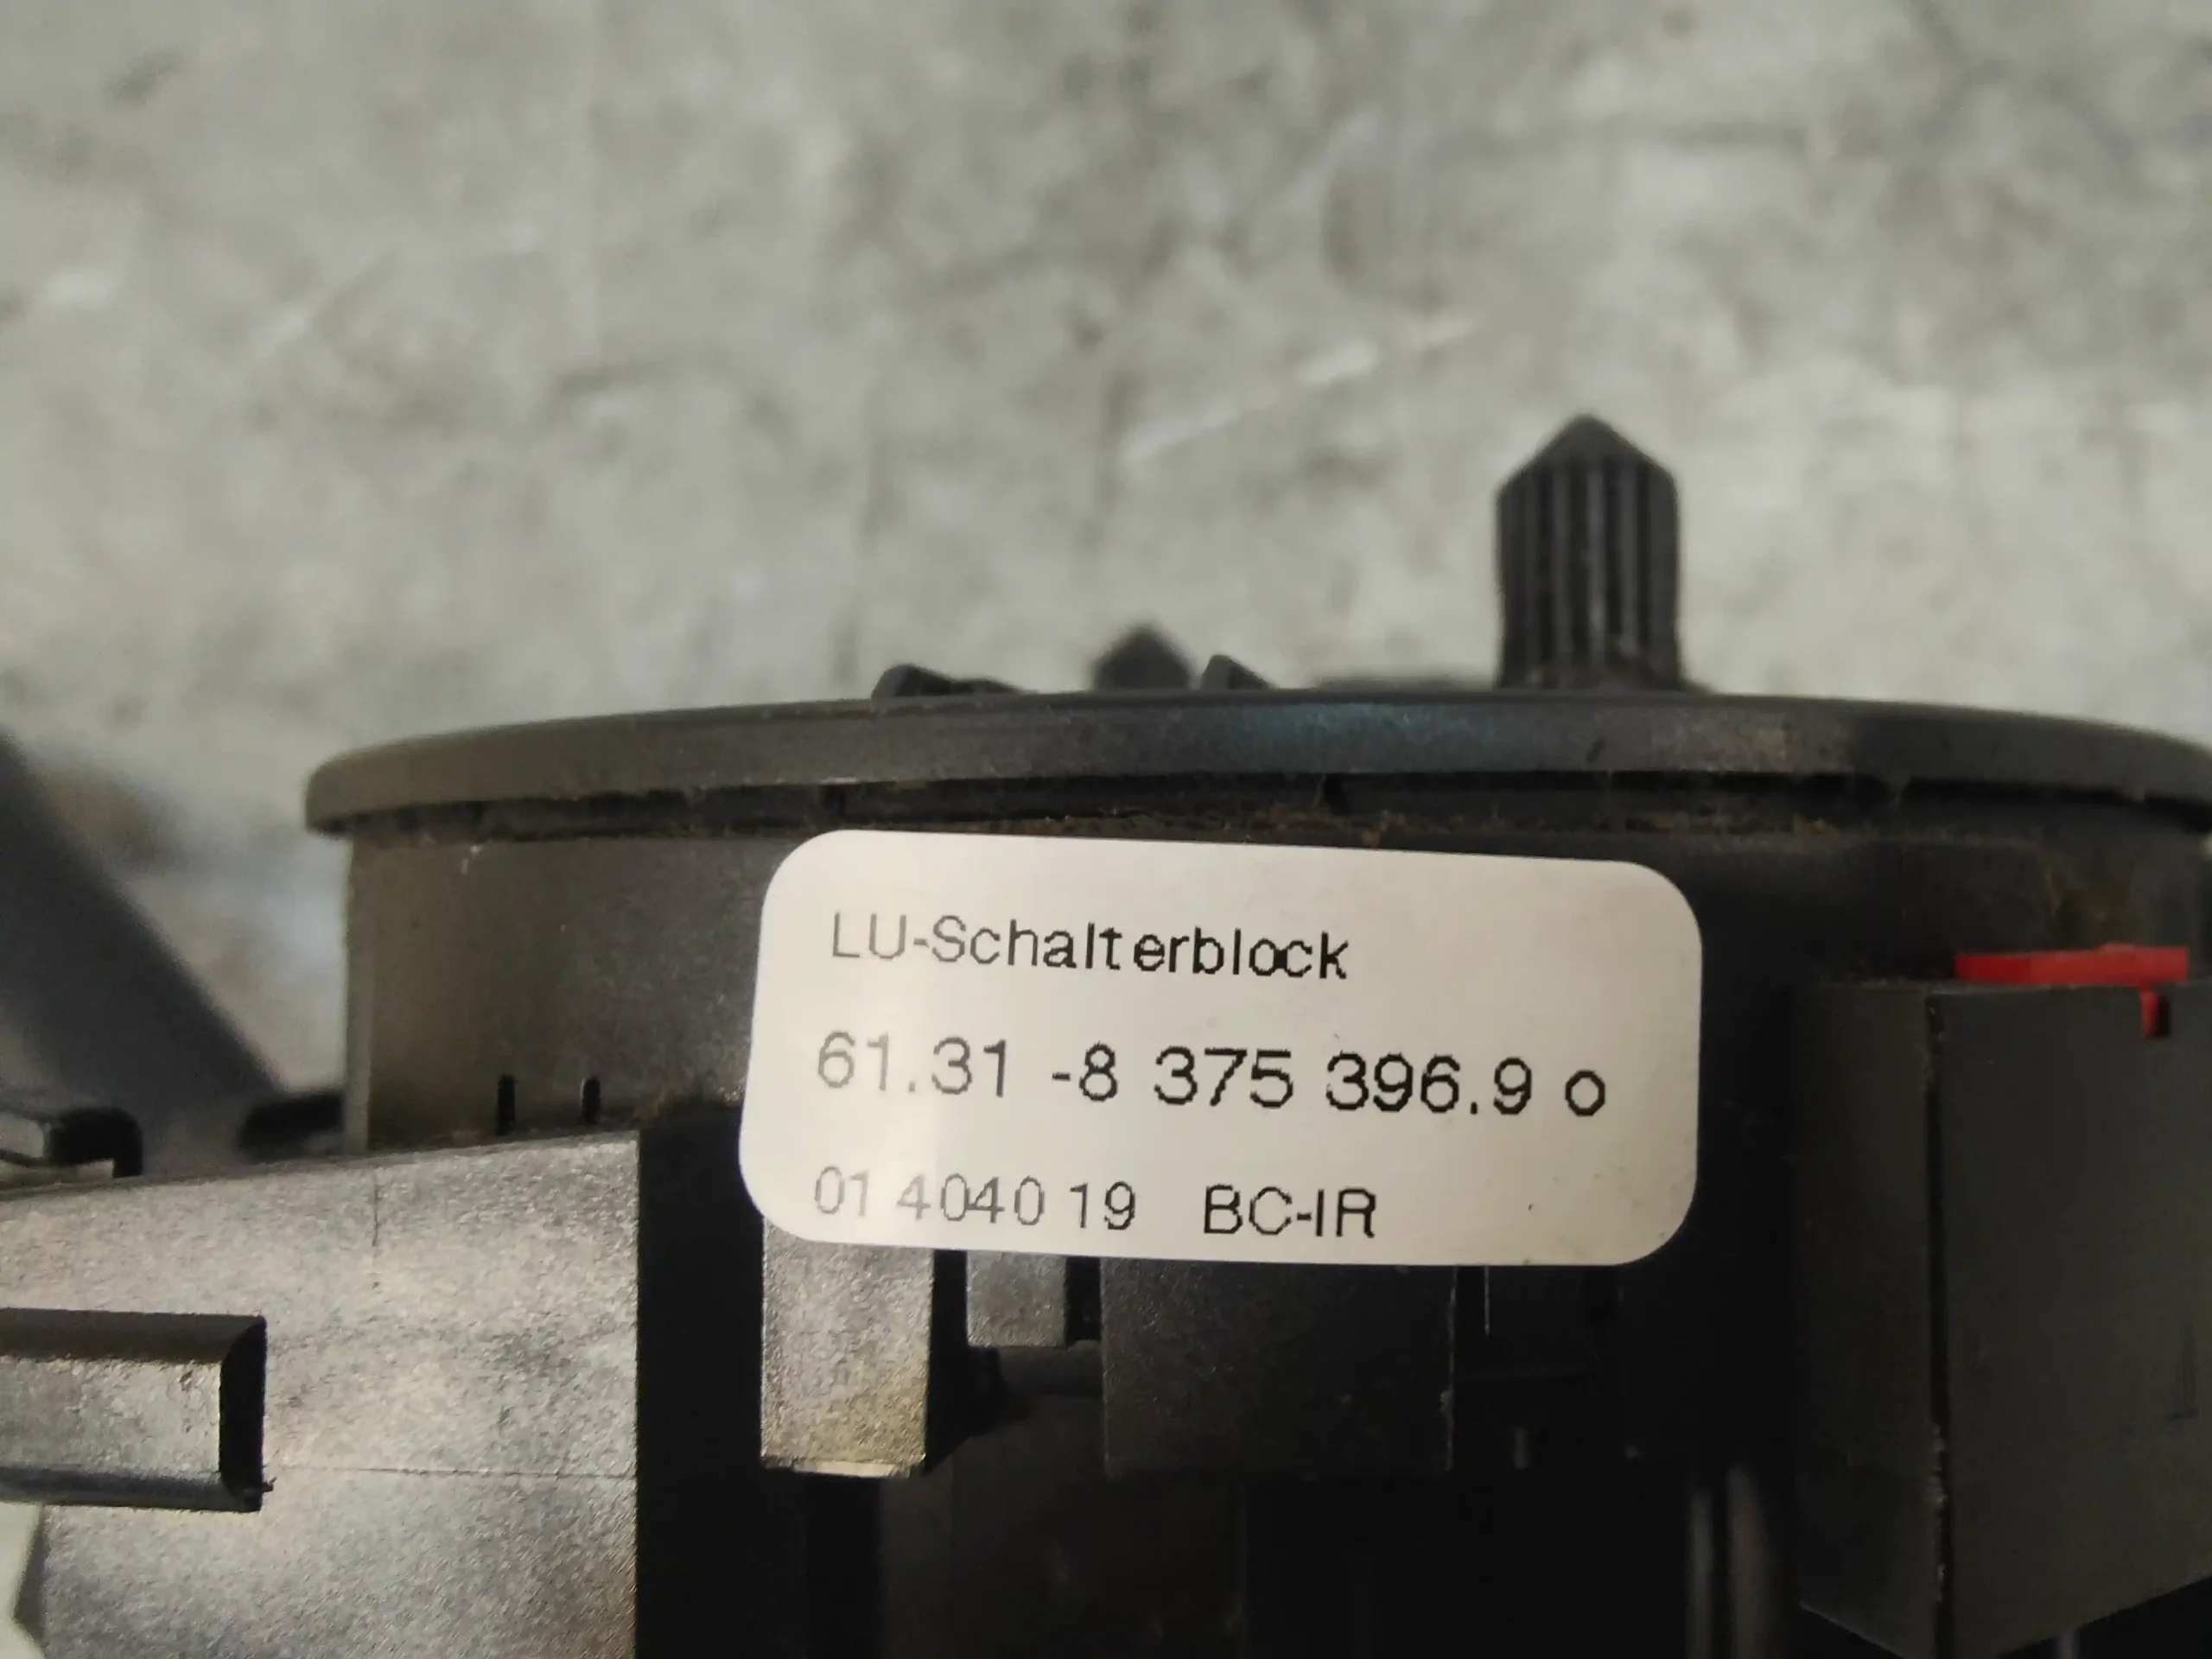 LU-Schalterblock
61.31 -8 375 396.9 o
01 4040 19 BC-IR